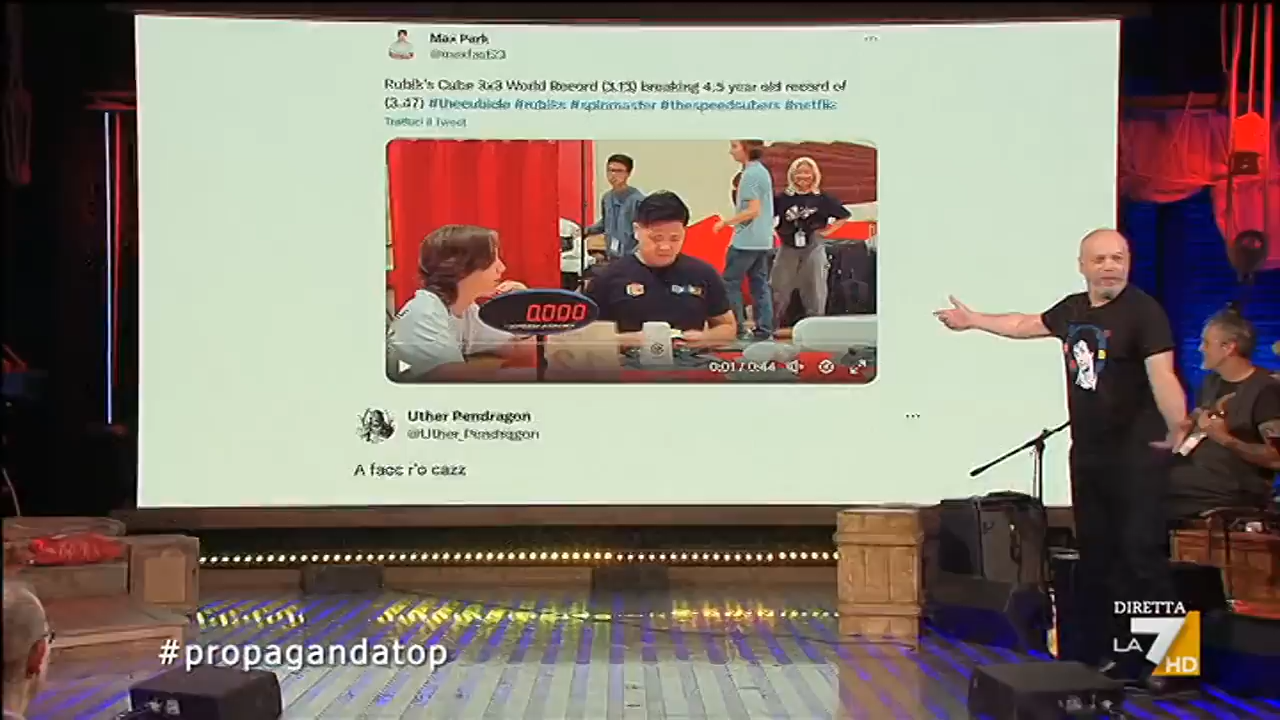 Max Park
@maxfast23
Rubik's Cube 3x3 World Record (3.13) breaking 4.5 year old record of
(3.47) #thecubicle #rubiks #spinmaster #thespeedcubers #netflix
Traduci il Tweet
0.000
0:01 / 0:44
Uther Pendragon
@Uther_Pendragon
A facc r'o cazz
#propagandatop
DIRETTA
LA 7 HD